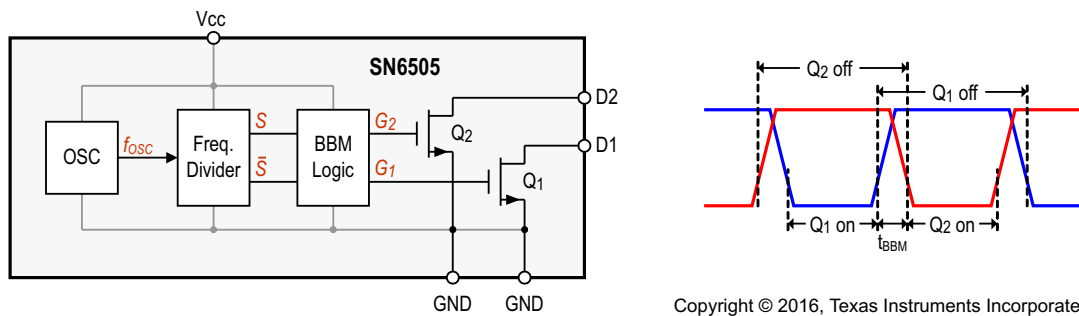 Vcc
SN6505
OSC
fOSC
Freq.
Divider
S
S̄
BBM
Logic
G2
G1
Q2
Q1
D2
D1
GND
GND
Q2 off
Q1 off
Q1 on
tBBM
Q2 on
Copyright © 2016, Texas Instruments Incorporate